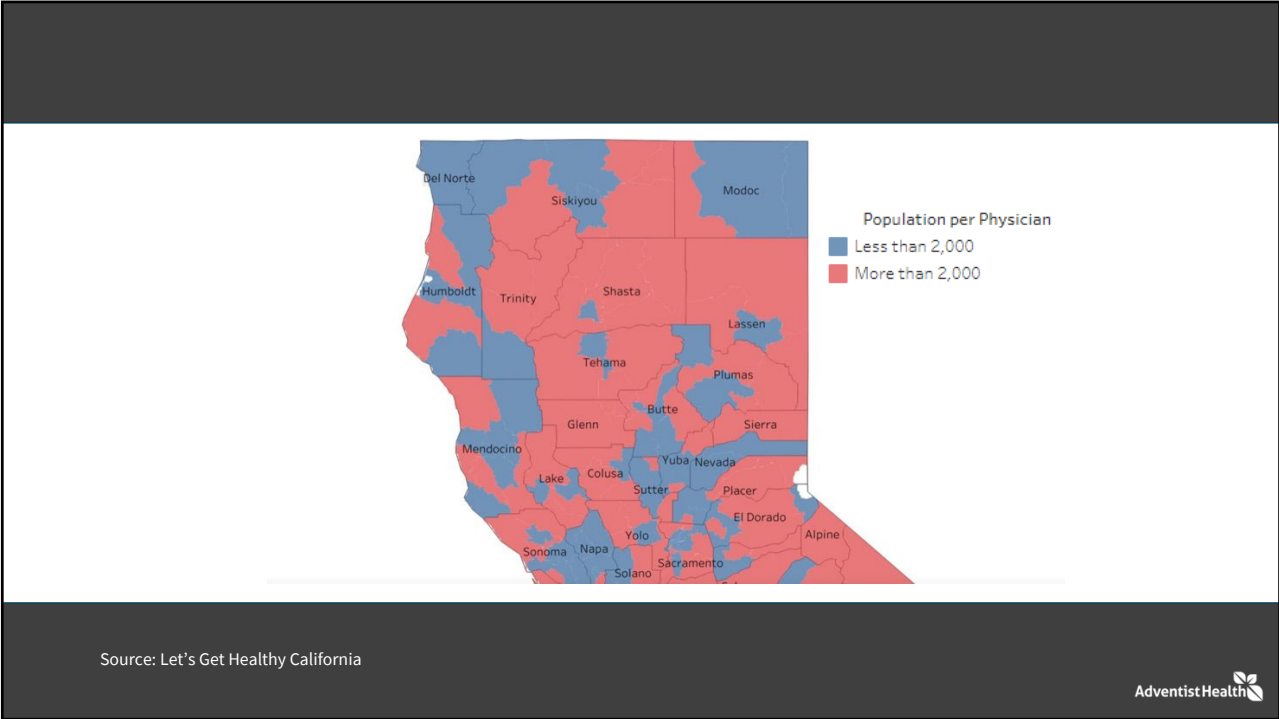 Del Norte
Modoc
Siskiyou
Population per Physician
Less than 2,000
More than 2,000
Humboldt
Trinity
Shasta
Lassen
Tehama
Plumas
Butte
Glenn
Sierra
Mendocino
Yuba
Nevada
Lake
Colusa
Sutter
Placer
El Dorado
Yolo
Alpine
Sonoma
Napa
Sacramento
Solano
Source: Let’s Get Healthy California
Adventist Health